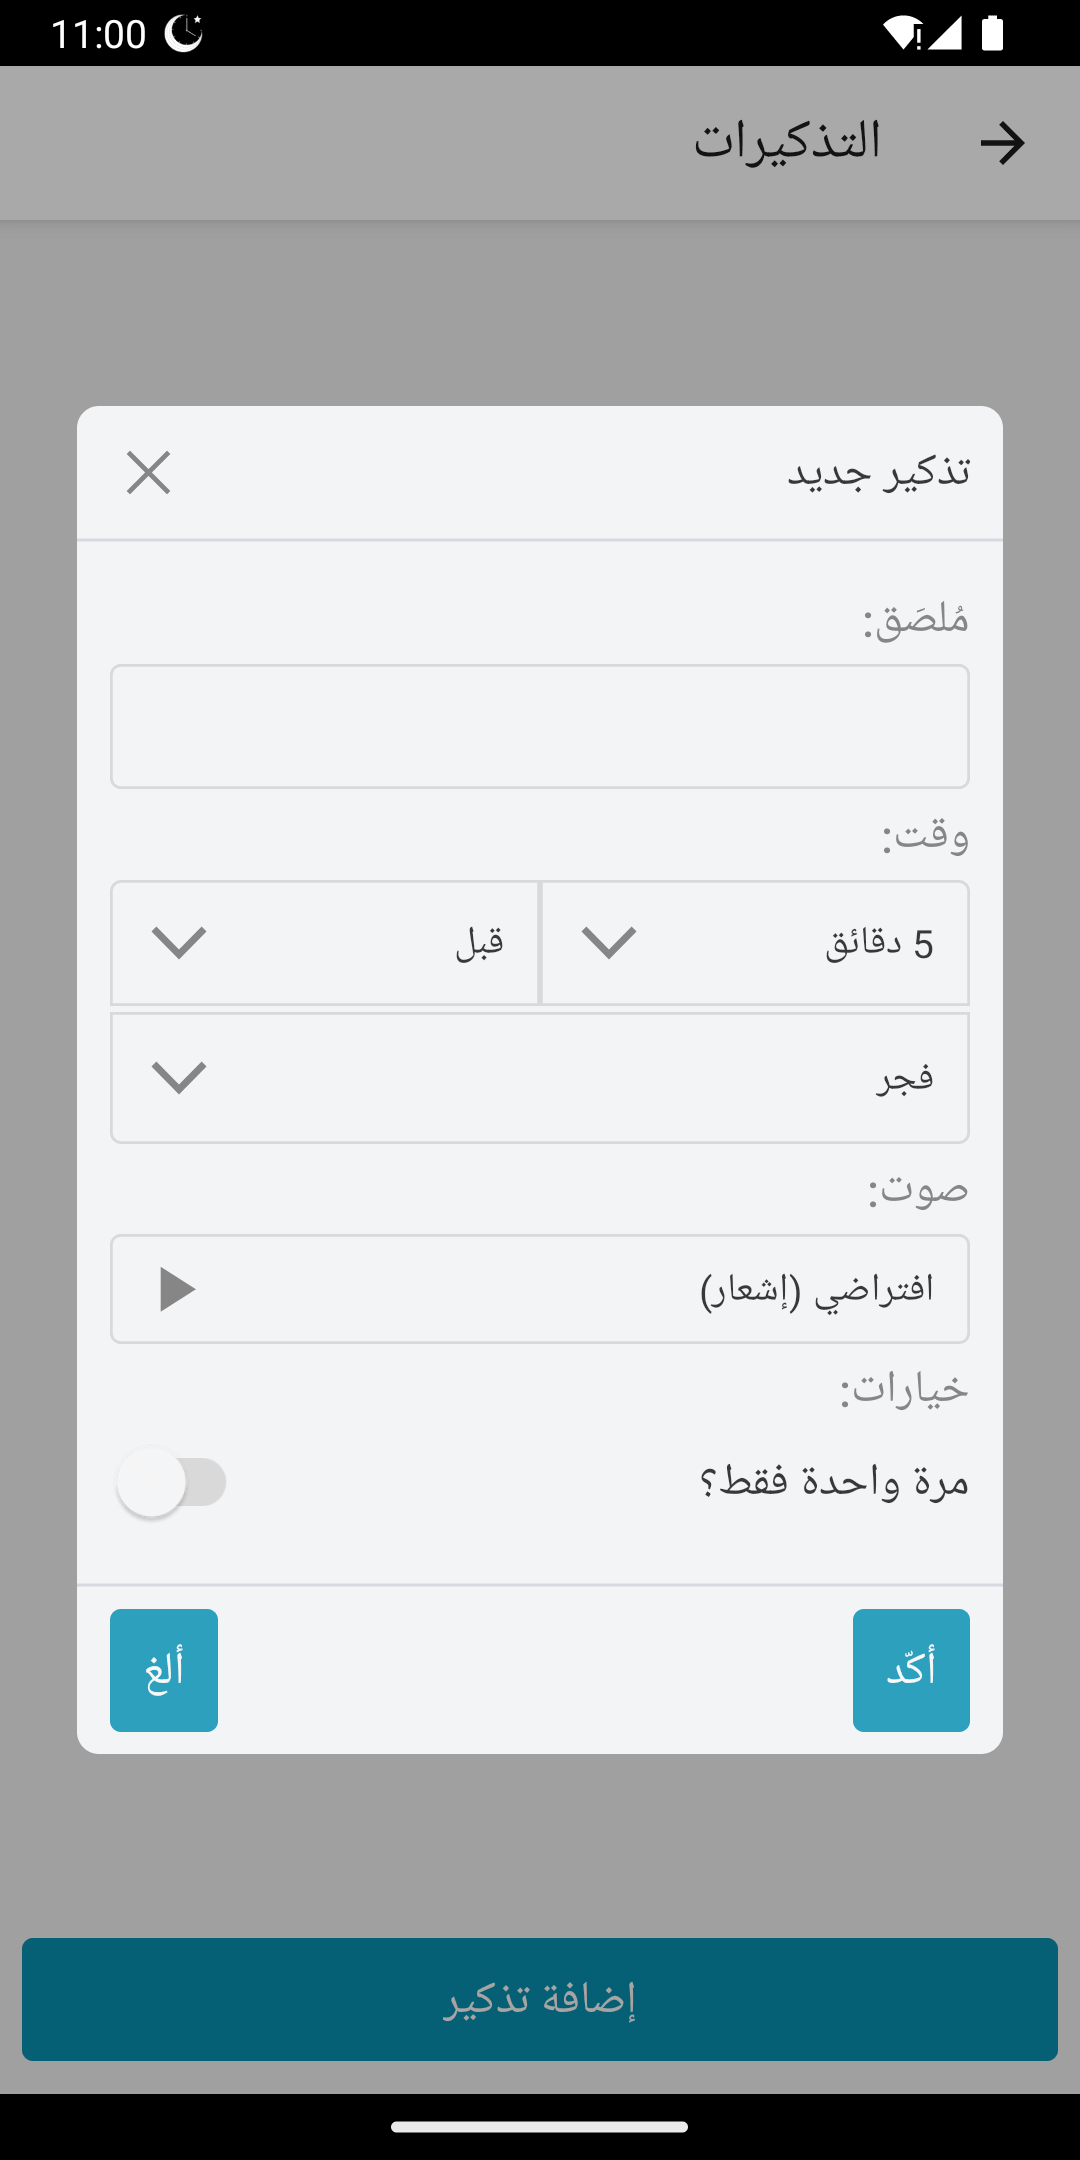 11:00
التذكيرات
تذكير جديد
مُلصَق:
وقت:
5 دقائق
قبل
فجر
صوت:
افتراضي (إشعار)
خيارات:
مرة واحدة فقط؟
أكّد
ألغ
إضافة تذكير